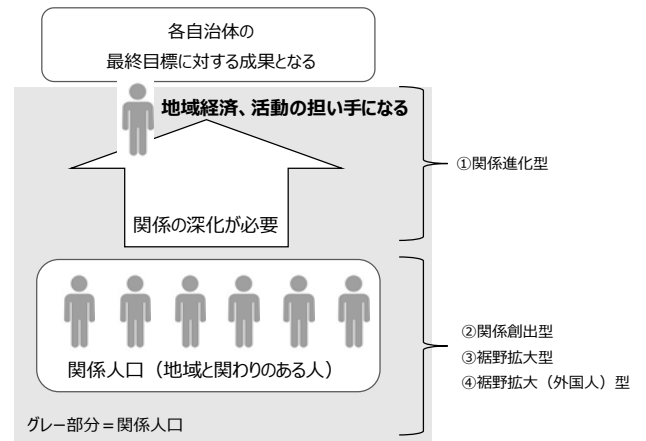 各自治体の
最終目標に対する成果となる
地域経済、活動の担い手になる
①関係進化型
関係の深化が必要
②関係創出型
③裾野拡大型
④裾野拡大（外国人）型
関係人口（地域と関わりのある人）
グレー部分＝関係人口